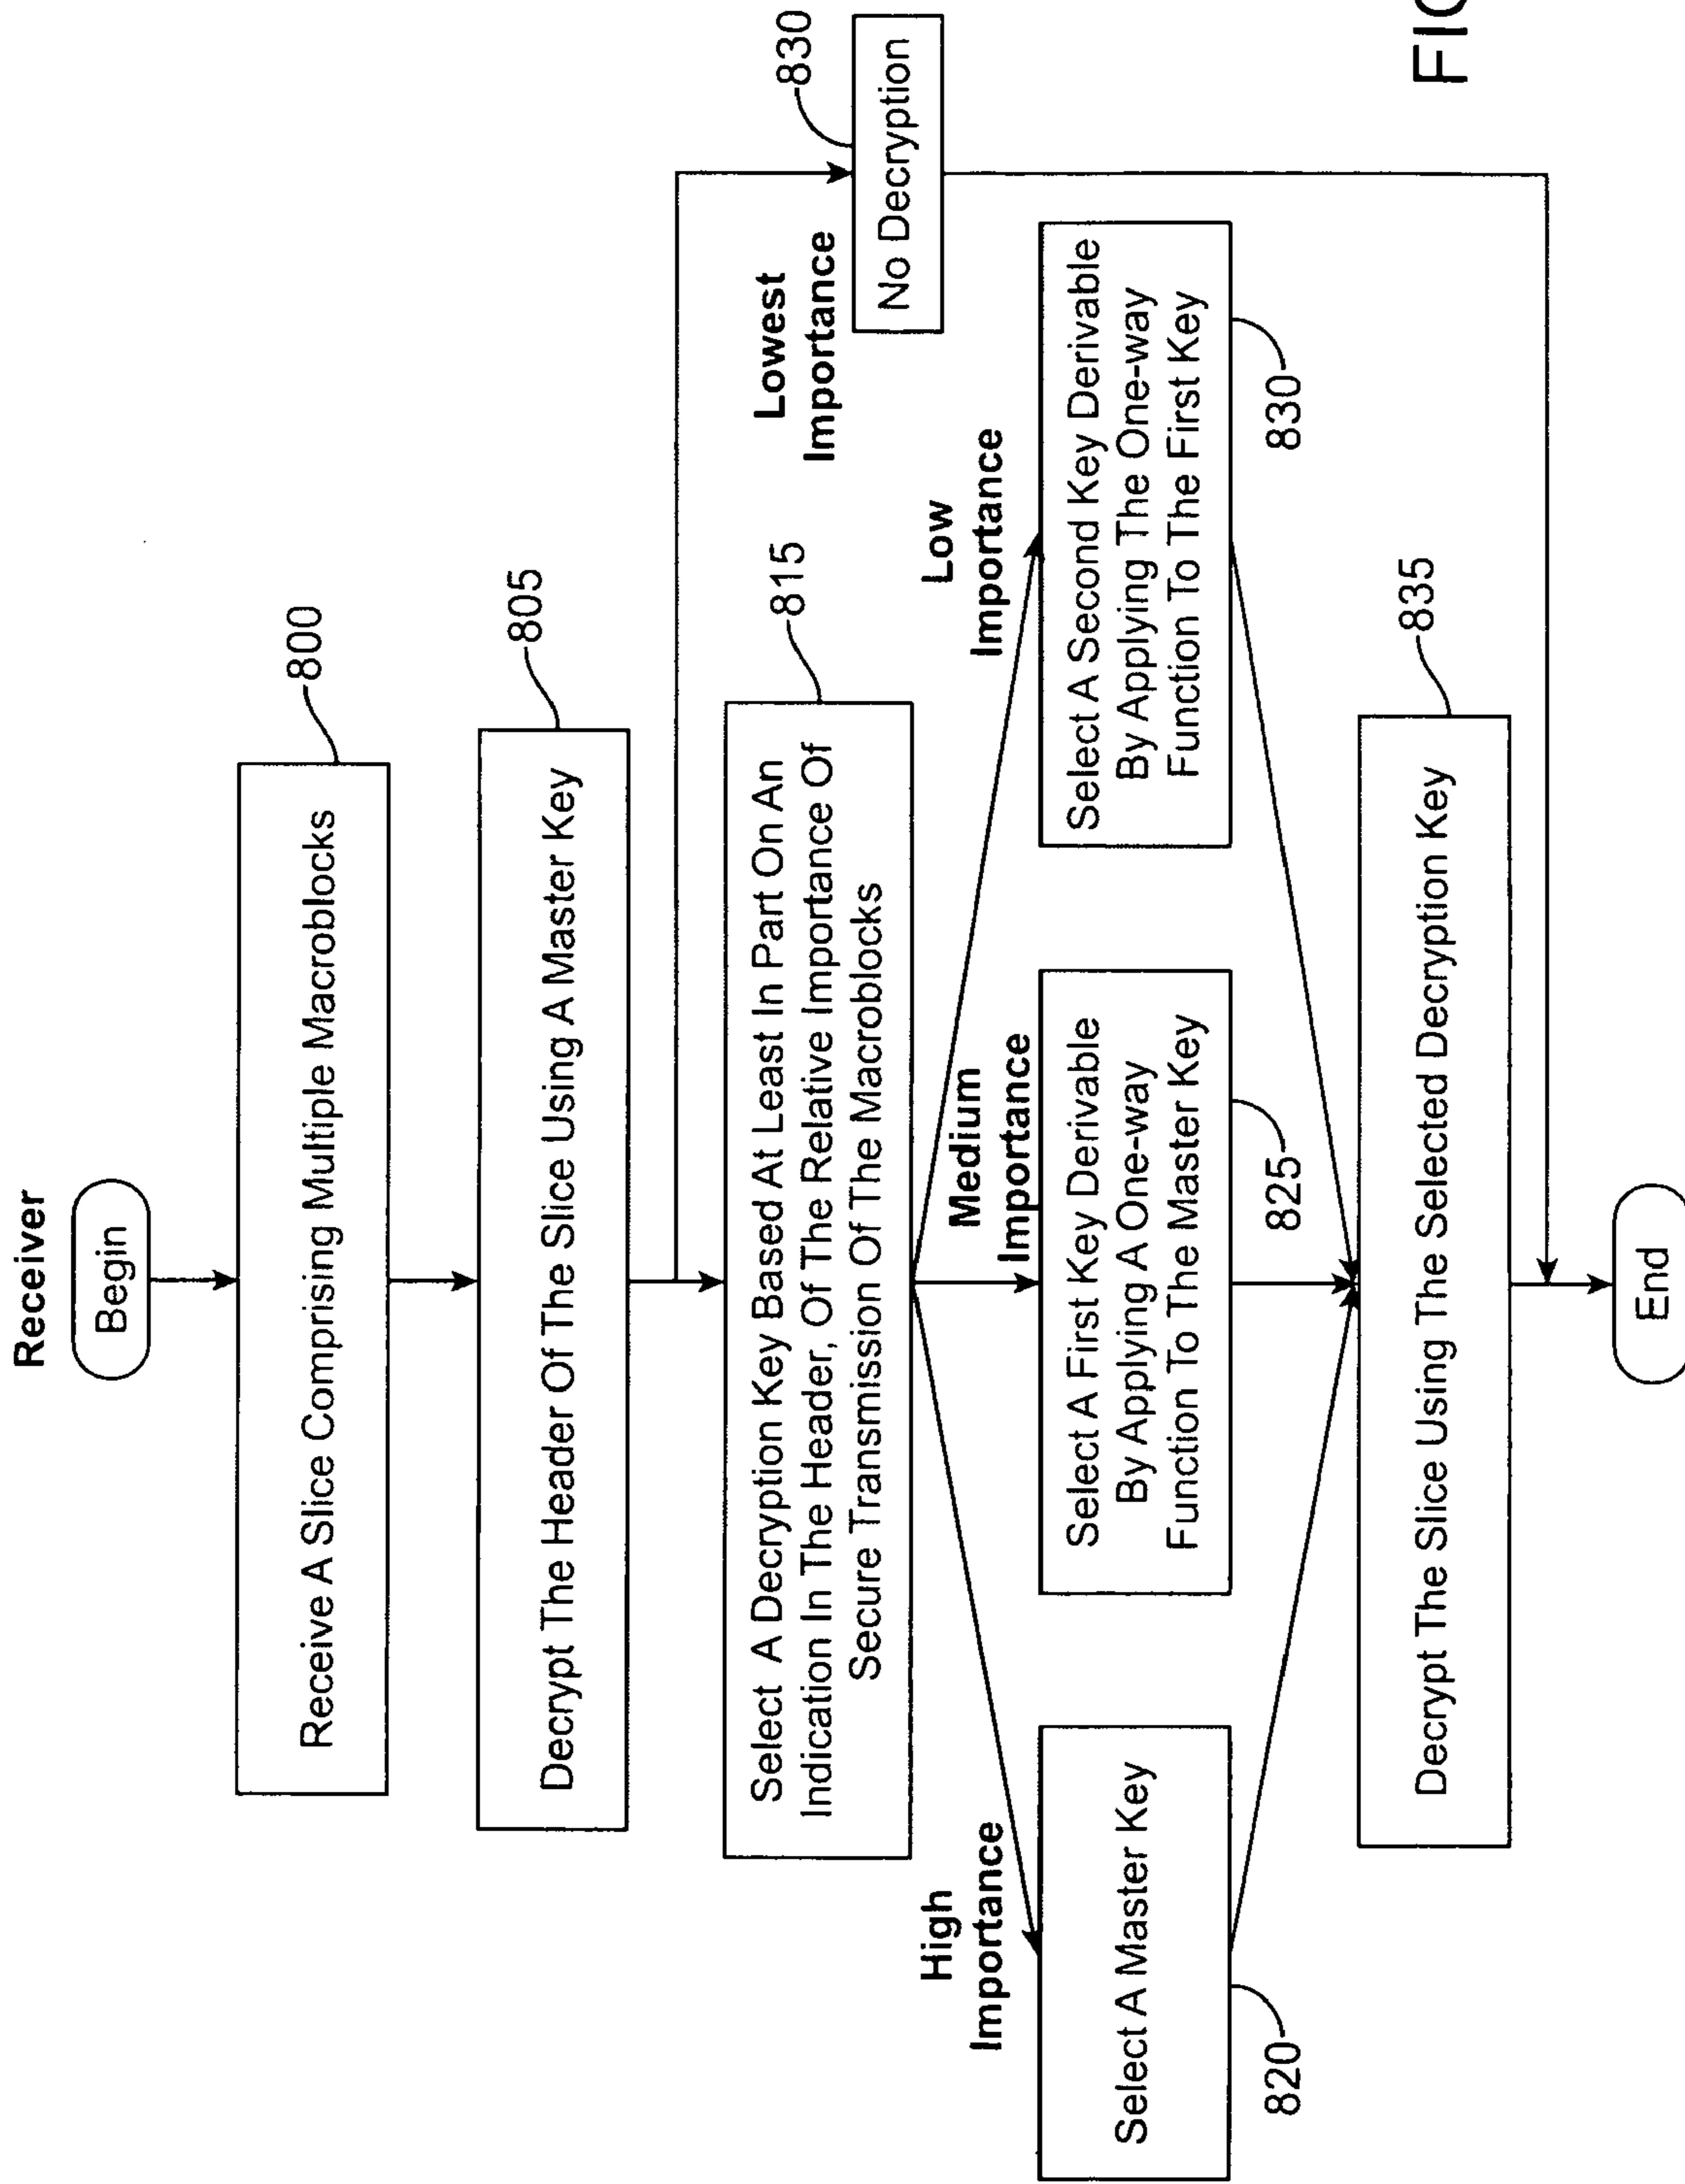 Receiver
Begin
Receive A Slice Comprising Multiple Macroblocks
800
Decrypt The Header Of The Slice Using A Master Key
805
Select A Decryption Key Based At Least In Part On An
Indication In The Header, Of The Relative Importance Of
Secure Transmission Of The Macroblocks
815
Lowest
Importance
No Decryption
830
High
Importance
Select A Master Key
820
Medium
Importance
Select A First Key Derivable
By Applying A One-way
Function To The Master Key
825
Low
Importance
Select A Second Key Derivable
By Applying The One-way
Function To The First Key
830
Decrypt The Slice Using The Selected Decryption Key
835
End